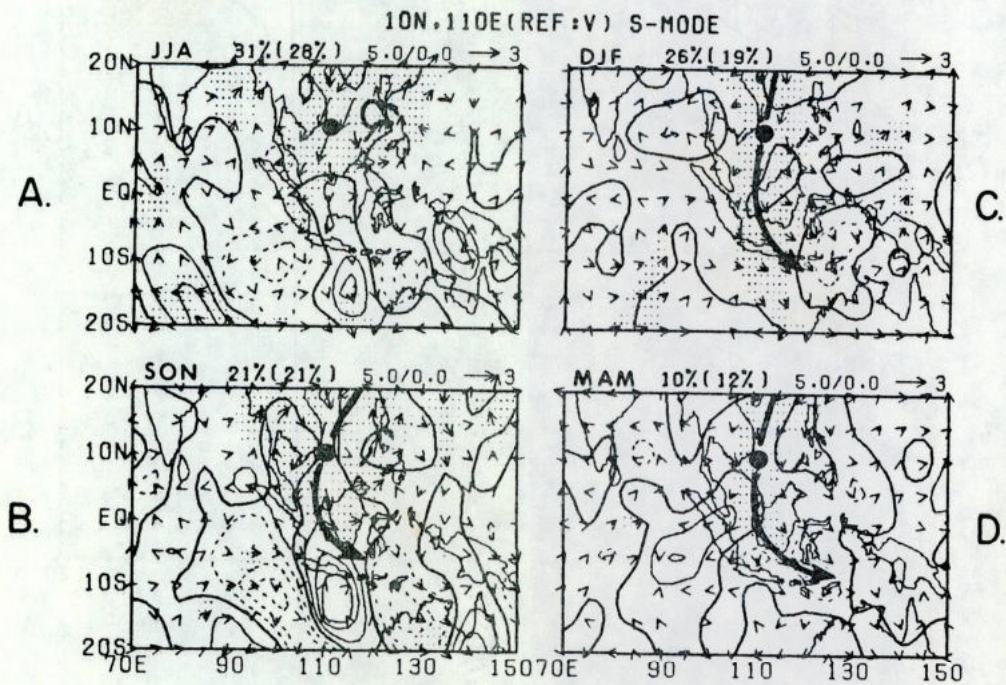 10N,110E(REF:V) S-MODE
JJA 31%(28%) 5.0/0.0 →3
DJF 26%(19%) 5.0/0.0 →3
20N
10N
EQ
10S
20S
A.
C.
SON 21%(21%) 5.0/0.0 →3
MAM 10%(12%) 5.0/0.0 →3
20N
10N
EQ
10S
20S
B.
D.
70E 90 110 130 150
70E 90 110 130 150